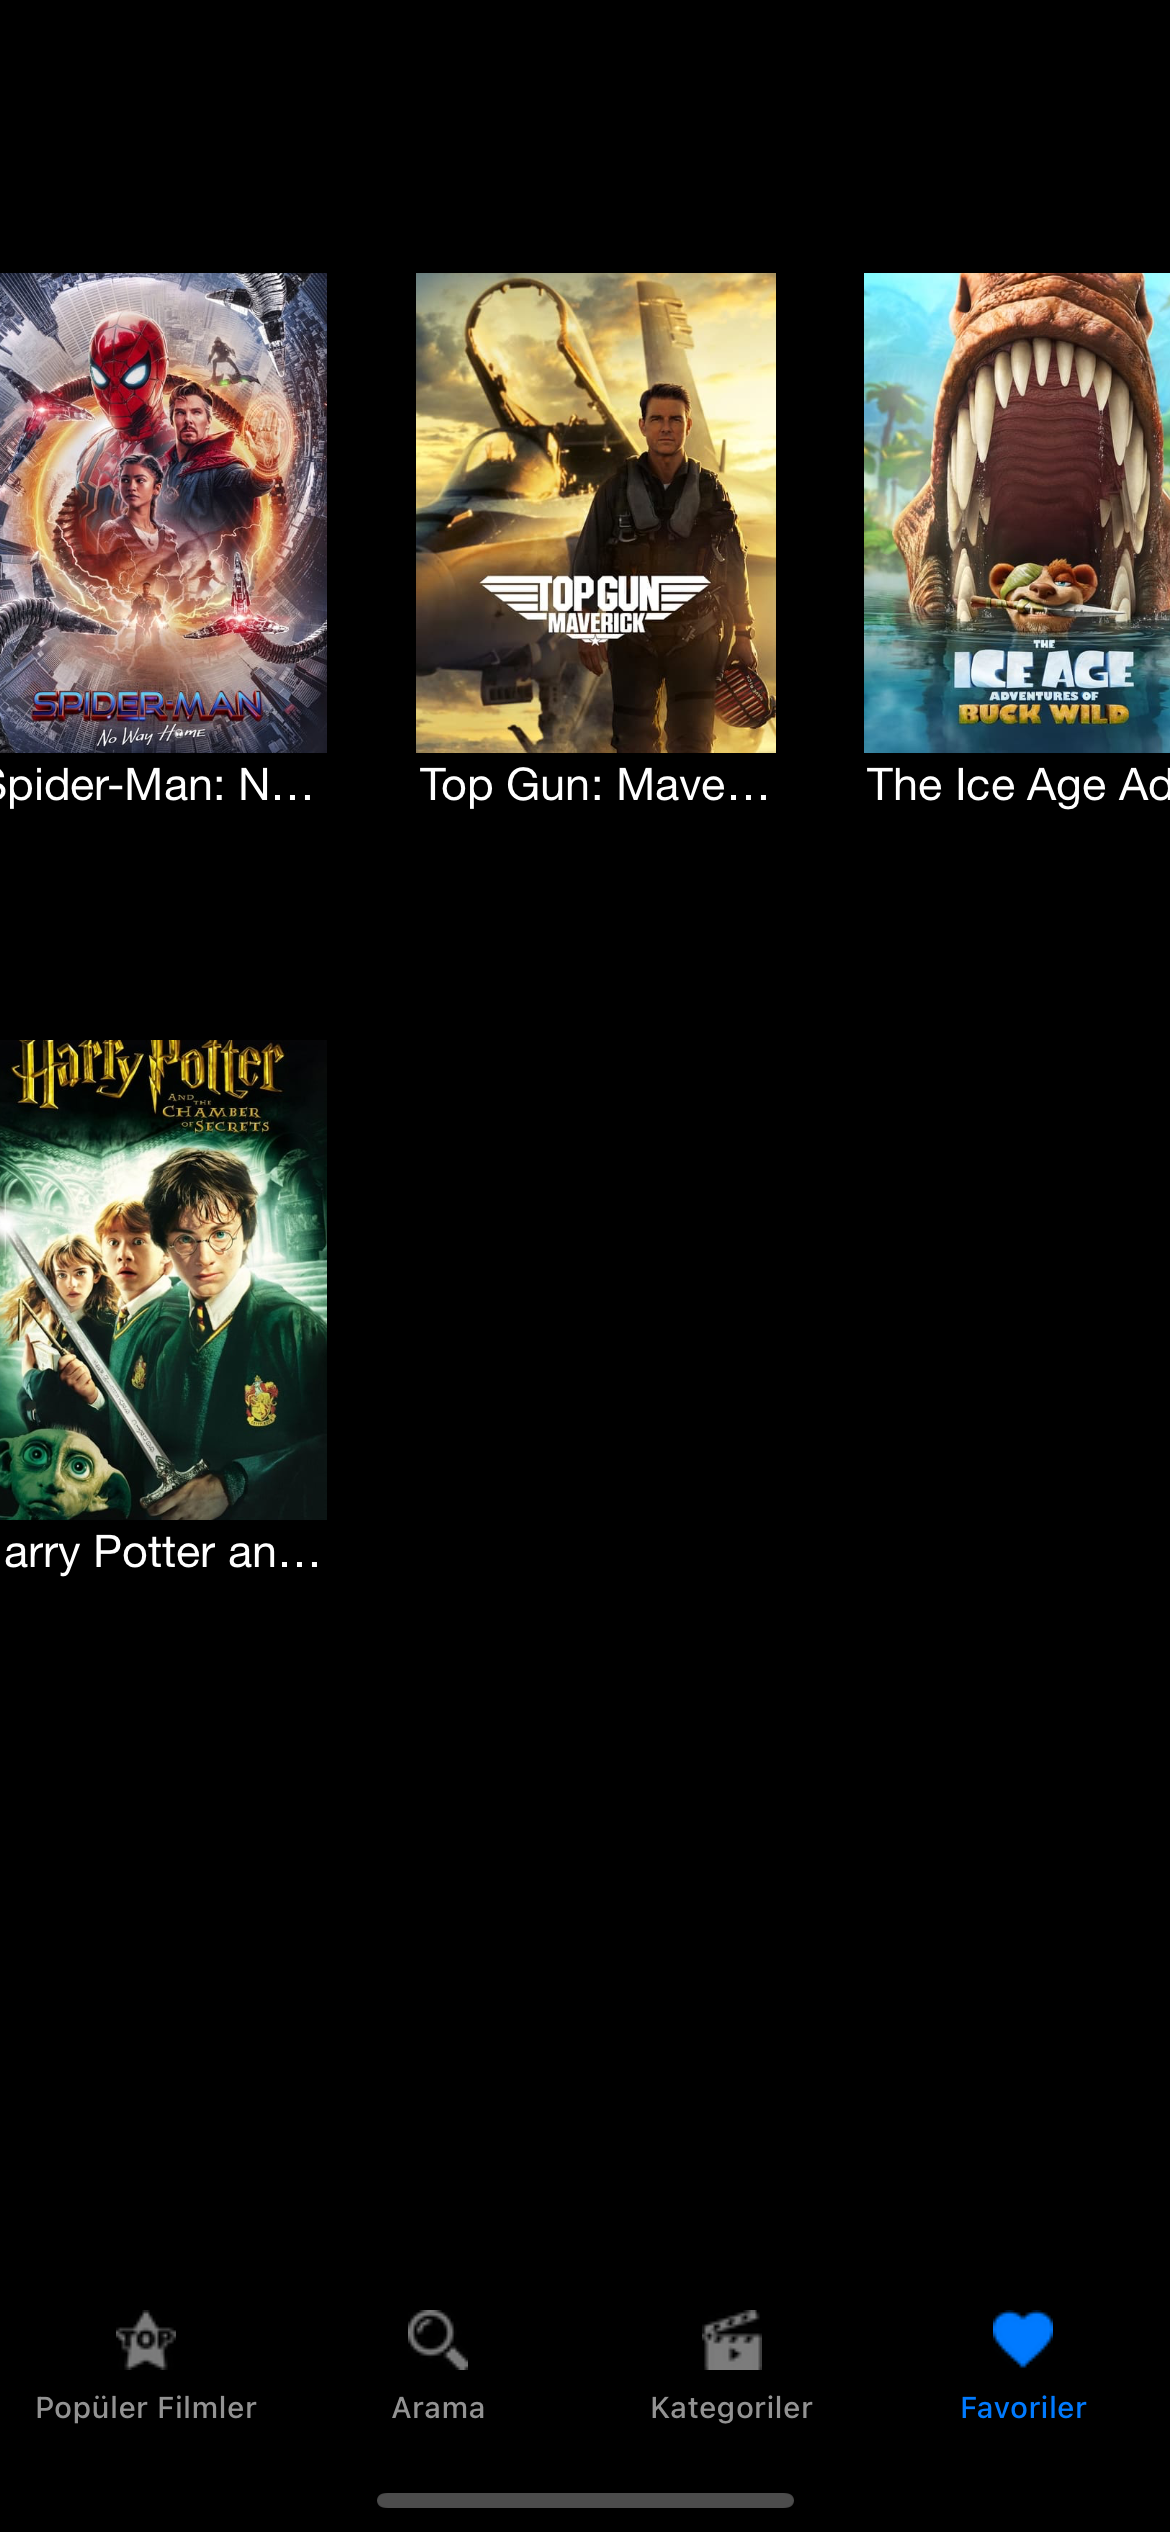 SPIDER-MAN
No Way Home
TOP GUN
MAVERICK
THE
ICE AGE
ADVENTURES OF
BUCK WILD
Spider-Man: N...
Top Gun: Mave...
The Ice Age Ad
Harry Potter
AND THE
CHAMBER
OF SECRETS
arry Potter an...
TOP
Popüler Filmler
Arama
Kategoriler
Favoriler